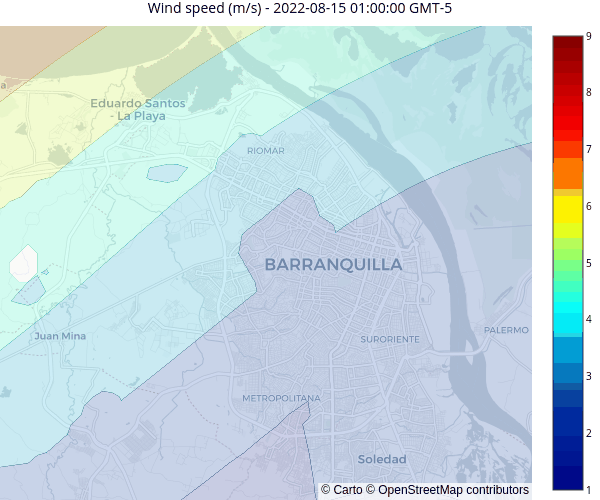 Wind speed (m/s) - 2022-08-15 01:00:00 GMT-5
9
8
7
6
5
4
3
2
1
a
Eduardo Santos
- La Playa
RIOMAR
BARRANQUILLA
Juan Mina
SURORIENTE
PALERMO
METROPOLITANA
Soledad
© Carto © OpenStreetMap contributors